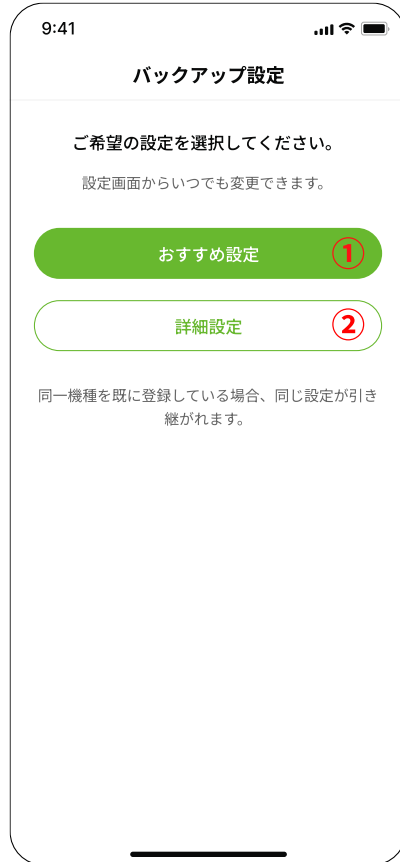 9:41
バックアップ設定
ご希望の設定を選択してください。
設定画面からいつでも変更できます。
おすすめ設定 ①
詳細設定 ②
同一機種を既に登録している場合、同じ設定が引き
継がれます。